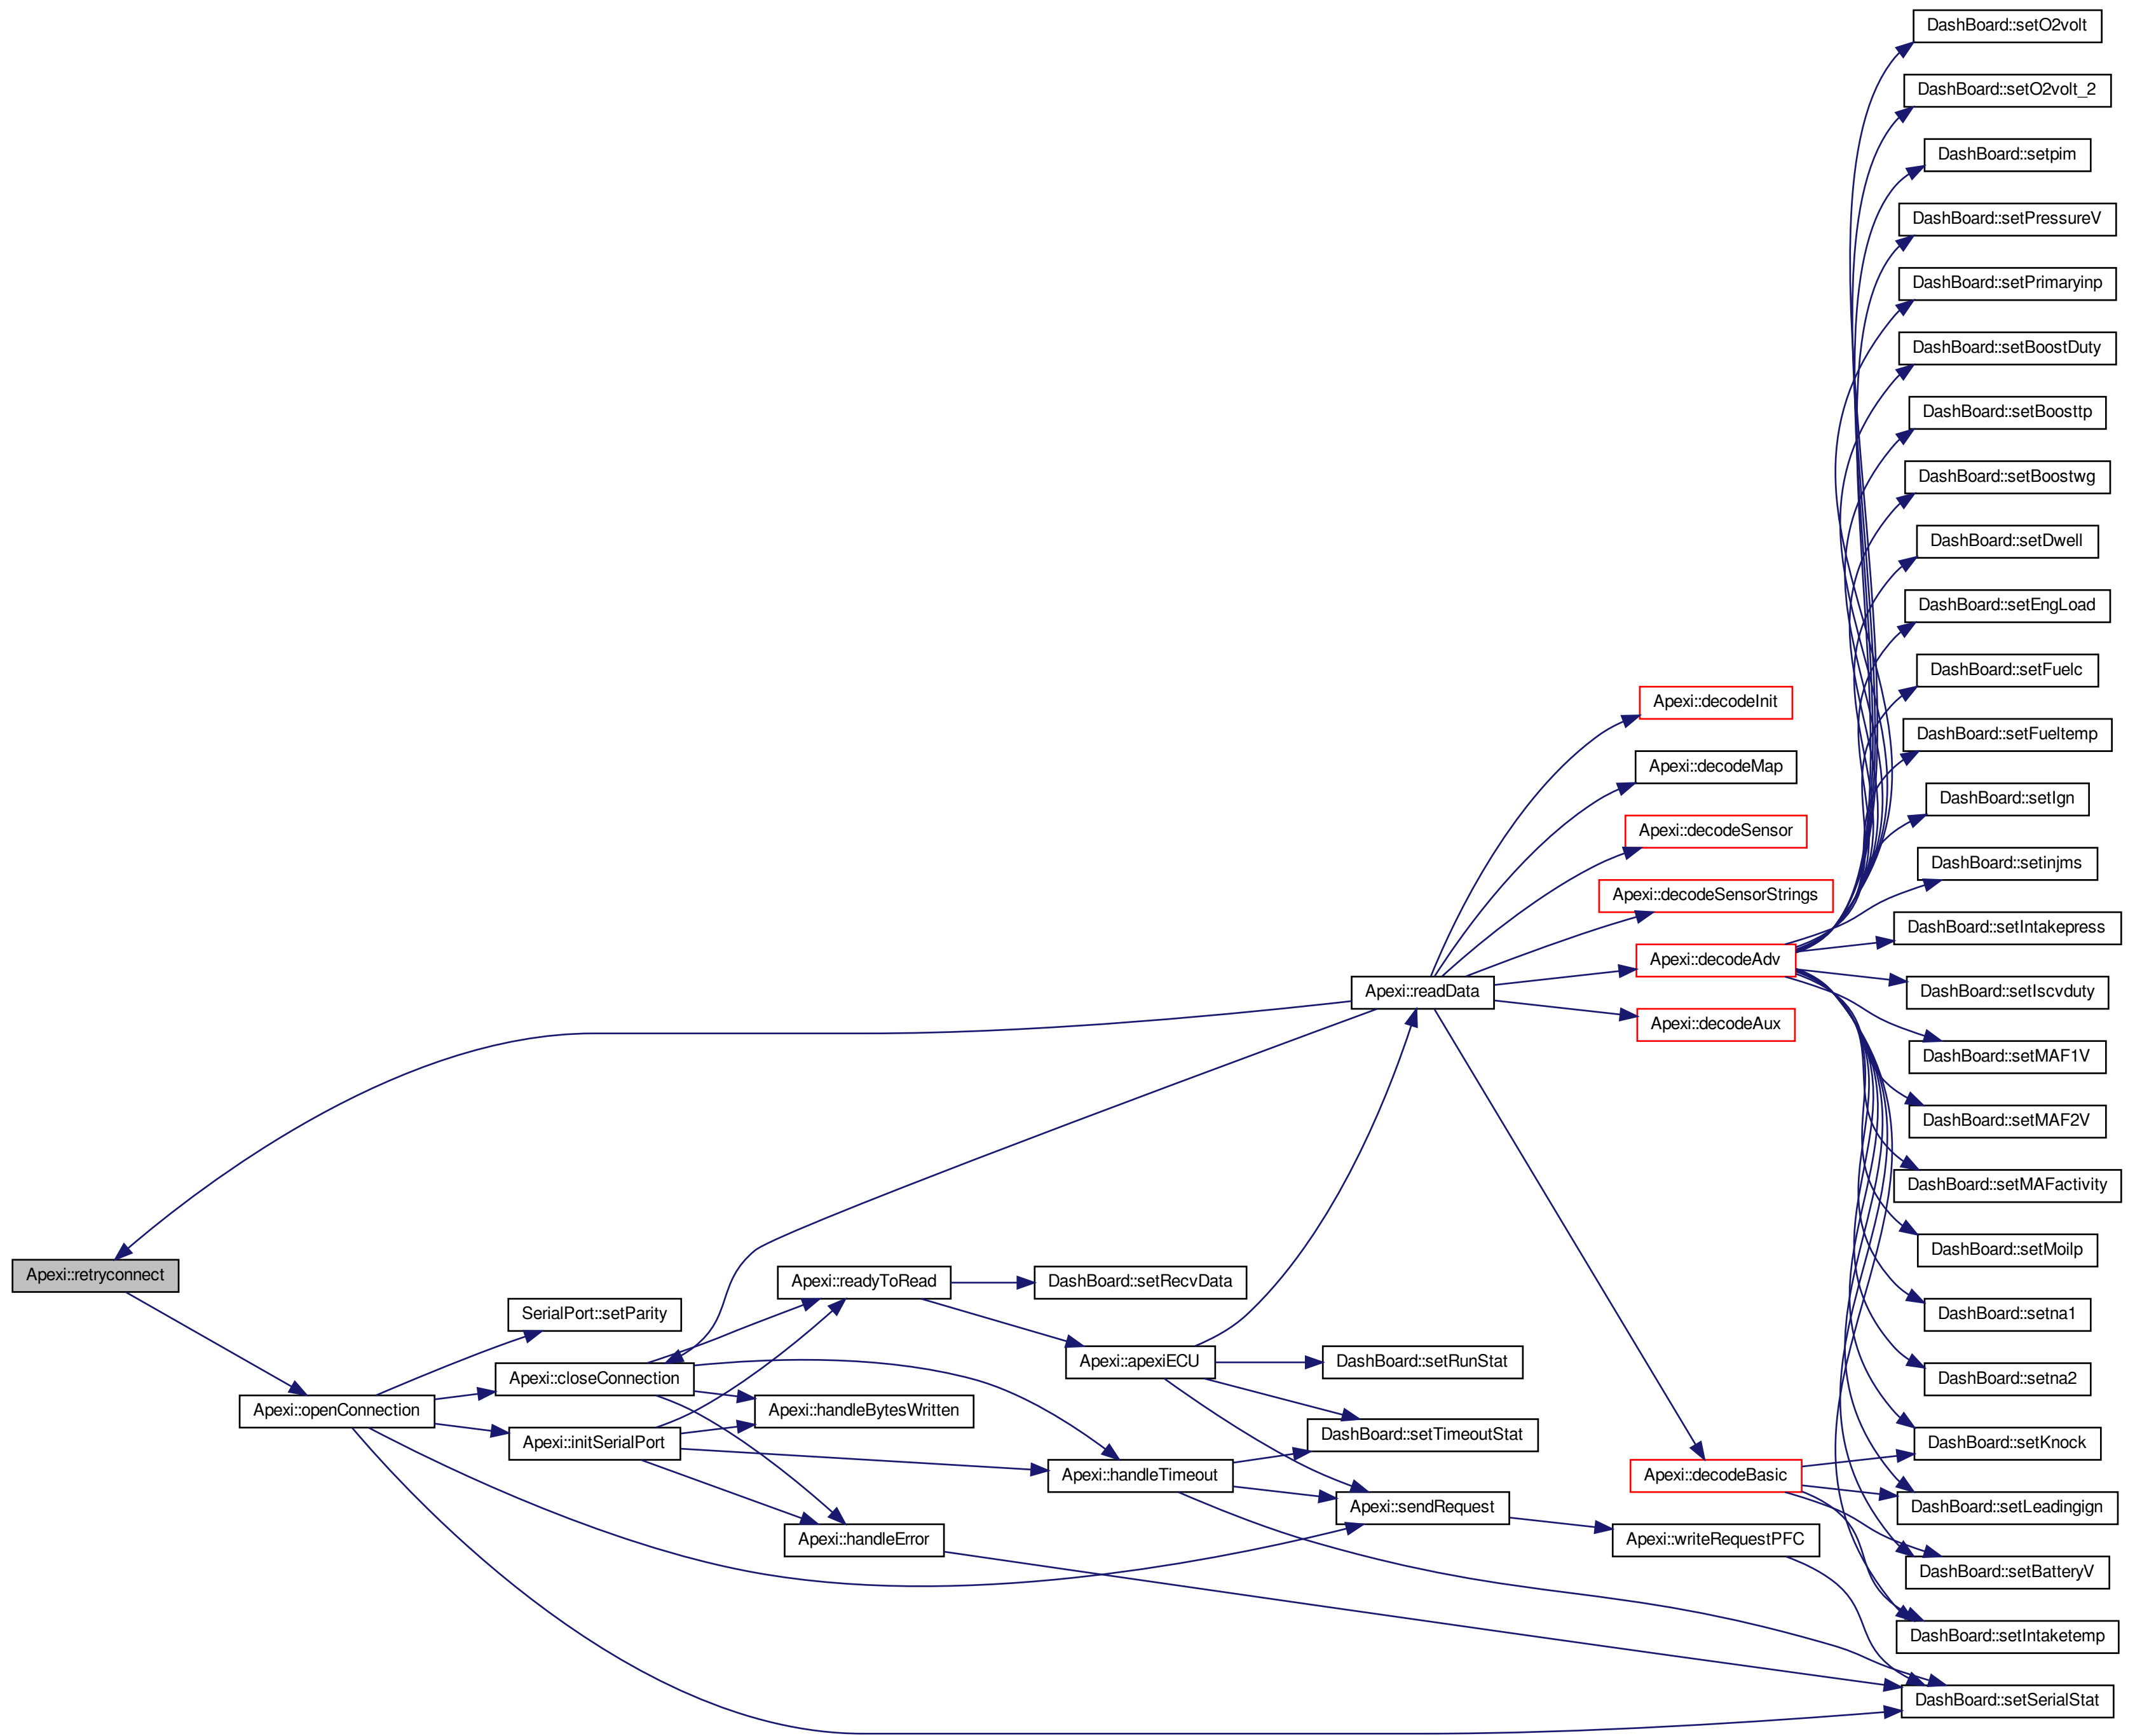 DashBoard::setO2volt
DashBoard::setO2volt_2
DashBoard::setpim
DashBoard::setPressureV
DashBoard::setPrimaryinp
DashBoard::setBoostDuty
DashBoard::setBoosttp
DashBoard::setBoostwg
DashBoard::setDwell
DashBoard::setEngLoad
DashBoard::setFuelc
Apexi::decodeInit
DashBoard::setFueltemp
Apexi::decodeMap
DashBoard::setIgn
Apexi::decodeSensor
DashBoard::setinjms
Apexi::decodeSensorStrings
DashBoard::setIntakepress
Apexi::decodeAdv
DashBoard::setIscvduty
Apexi::readData
Apexi::decodeAux
DashBoard::setMAF1V
DashBoard::setMAF2V
DashBoard::setMAFactivity
DashBoard::setMoilp
Apexi::retryconnect
Apexi::readyToRead
DashBoard::setRecvData
SerialPort::setParity
DashBoard::setna1
Apexi::apexiECU
DashBoard::setRunStat
Apexi::closeConnection
DashBoard::setna2
Apexi::openConnection
Apexi::handleBytesWritten
DashBoard::setTimeoutStat
Apexi::initSerialPort
DashBoard::setKnock
Apexi::handleTimeout
Apexi::decodeBasic
Apexi::sendRequest
DashBoard::setLeadingign
Apexi::handleError
Apexi::writeRequestPFC
DashBoard::setBatteryV
DashBoard::setIntaketemp
DashBoard::setSerialStat